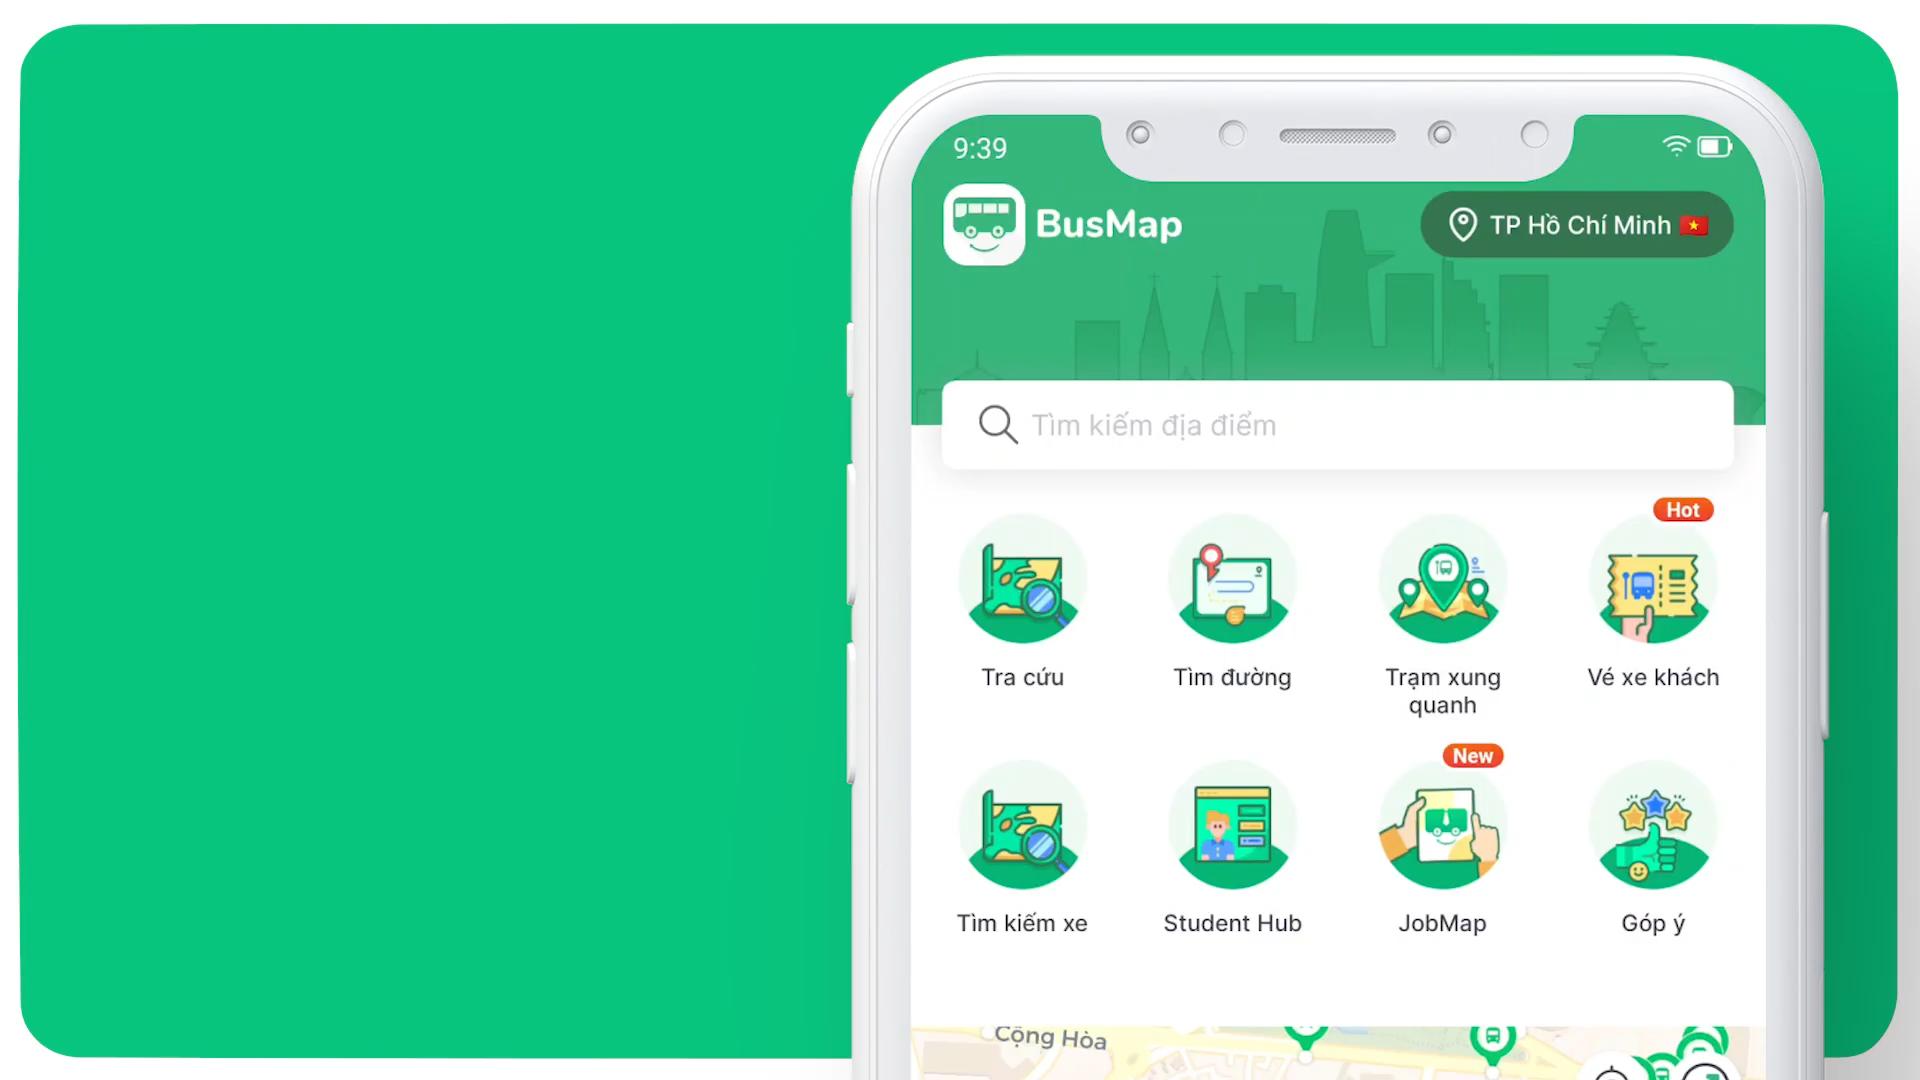 9:39
BusMap
TP Hồ Chí Minh
Tìm kiếm địa điểm
Hot
Tra cứu
Tìm đường
Trạm xung
quanh
Vé xe khách
New
Tìm kiếm xe
Student Hub
JobMap
Góp ý
Cộng Hòa